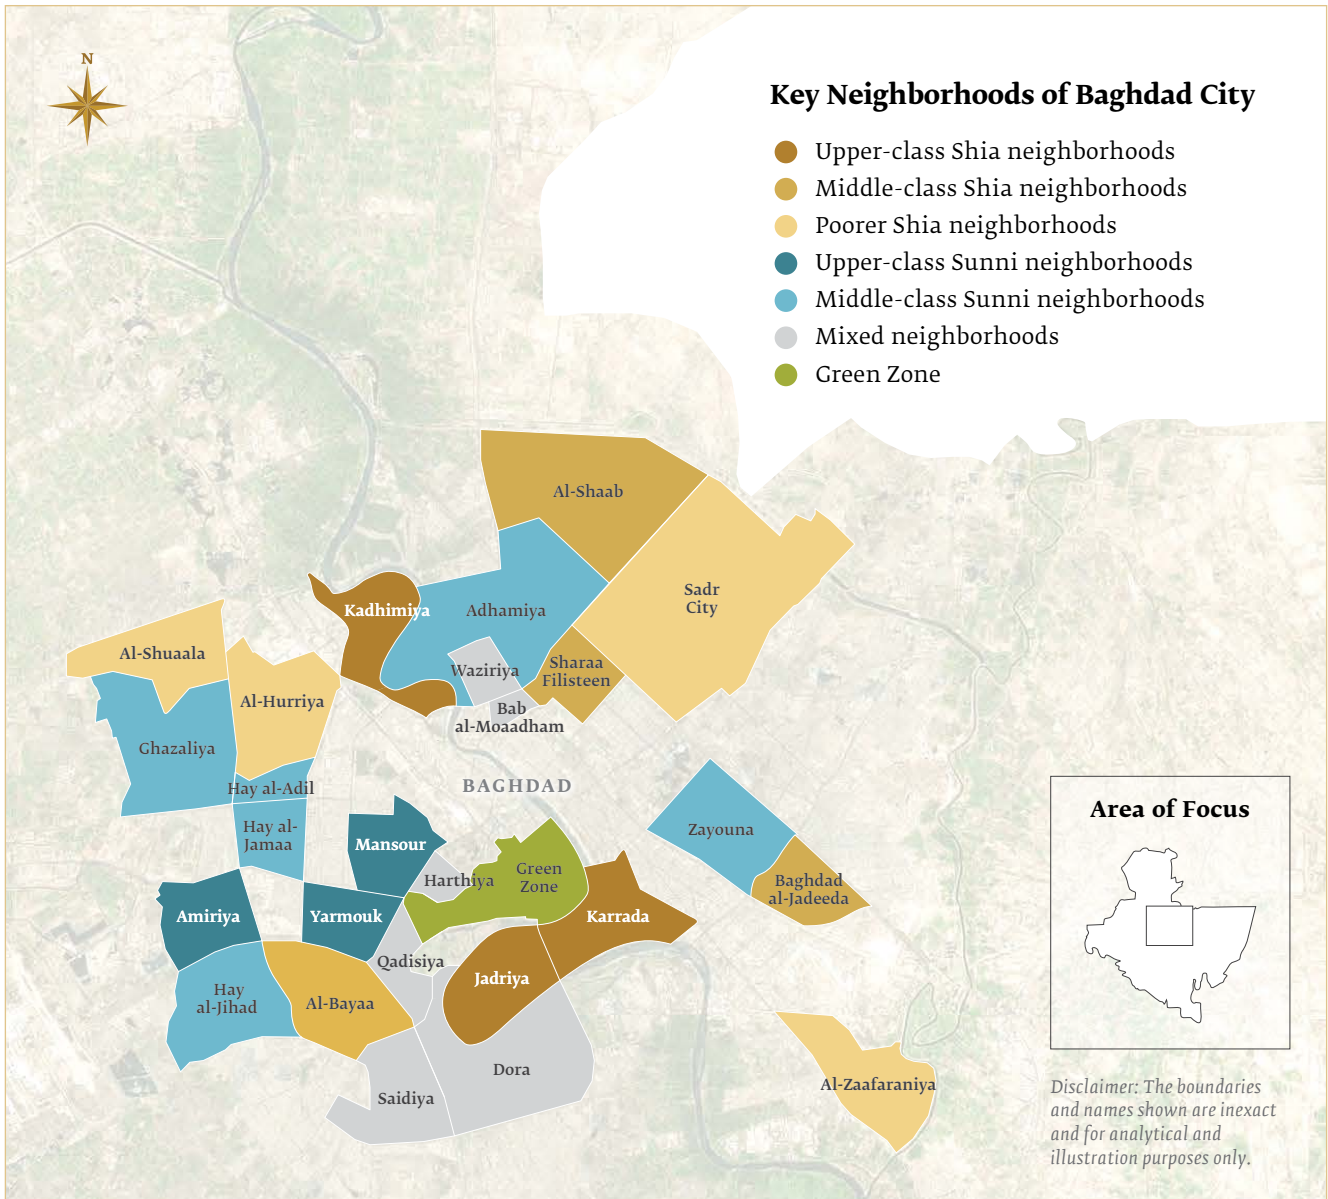 N
Key Neighborhoods of Baghdad City
Upper-class Shia neighborhoods
Middle-class Shia neighborhoods
Poorer Shia neighborhoods
Upper-class Sunni neighborhoods
Middle-class Sunni neighborhoods
Mixed neighborhoods
Green Zone
Al-Shaab
Sadr
City
Kadhimiya
Adhamiya
Al-Shuaala
Waziriya
Sharaa
Filisteen
Al-Hurriya
Bab
al-Moaadham
Ghazaliya
Hay al-Adil
BAGHDAD
Hay al-
Jamaa
Mansour
Zayouna
Harthiya
Green
Zone
Baghdad
al-Jadeeda
Amiriya
Yarmouk
Karrada
Qadisiya
Jadriya
Hay
al-Jihad
Al-Bayaa
Dora
Saidiya
Al-Zaafaraniya
Area of Focus
Disclaimer: The boundaries
and names shown are inexact
and for analytical and
illustration purposes only.